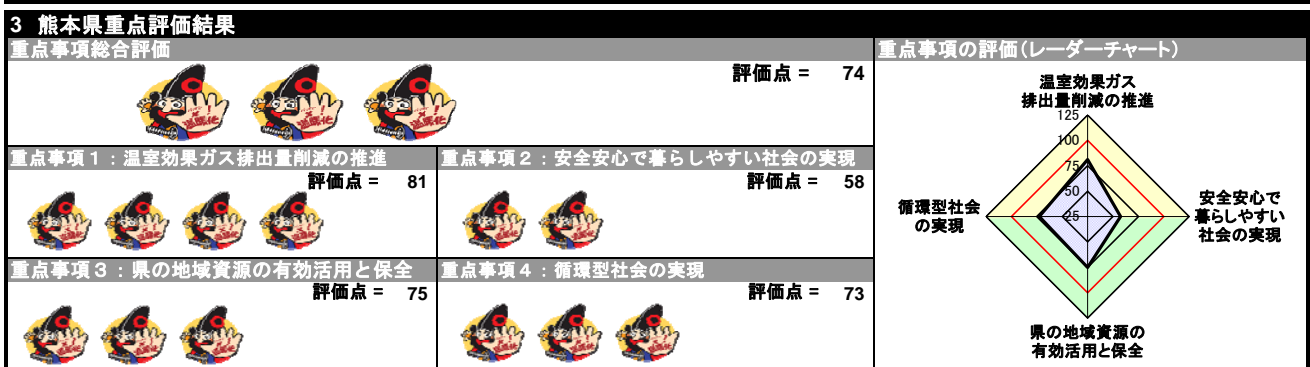 3 熊本県重点評価結果
重点事項総合評価
評価点 = 74
重点事項1：温室効果ガス排出量削減の推進
評価点 = 81
重点事項2：安全安心で暮らしやすい社会の実現
評価点 = 58
重点事項3：県の地域資源の有効活用と保全
評価点 = 75
重点事項4：循環型社会の実現
評価点 = 73
重点事項の評価(レーダーチャート)
温室効果ガス
排出量削減の推進
125
100
75
50
25
循環型社会
の実現
安全安心で
暮らしやすい
社会の実現
県の地域資源の
有効活用と保全